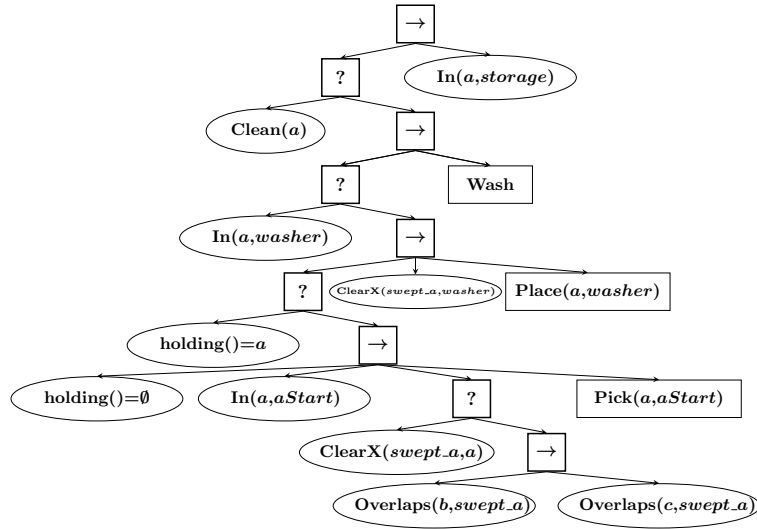 →
? In(a,storage)
Clean(a) →
? Wash
In(a,washer) →
? ClearX(swept_a,washer) Place(a,washer)
holding()=a →
holding()=∅ In(a,aStart) ? Pick(a,aStart)
ClearX(swept_a,a) →
Overlaps(b,swept_a) Overlaps(c,swept_a)